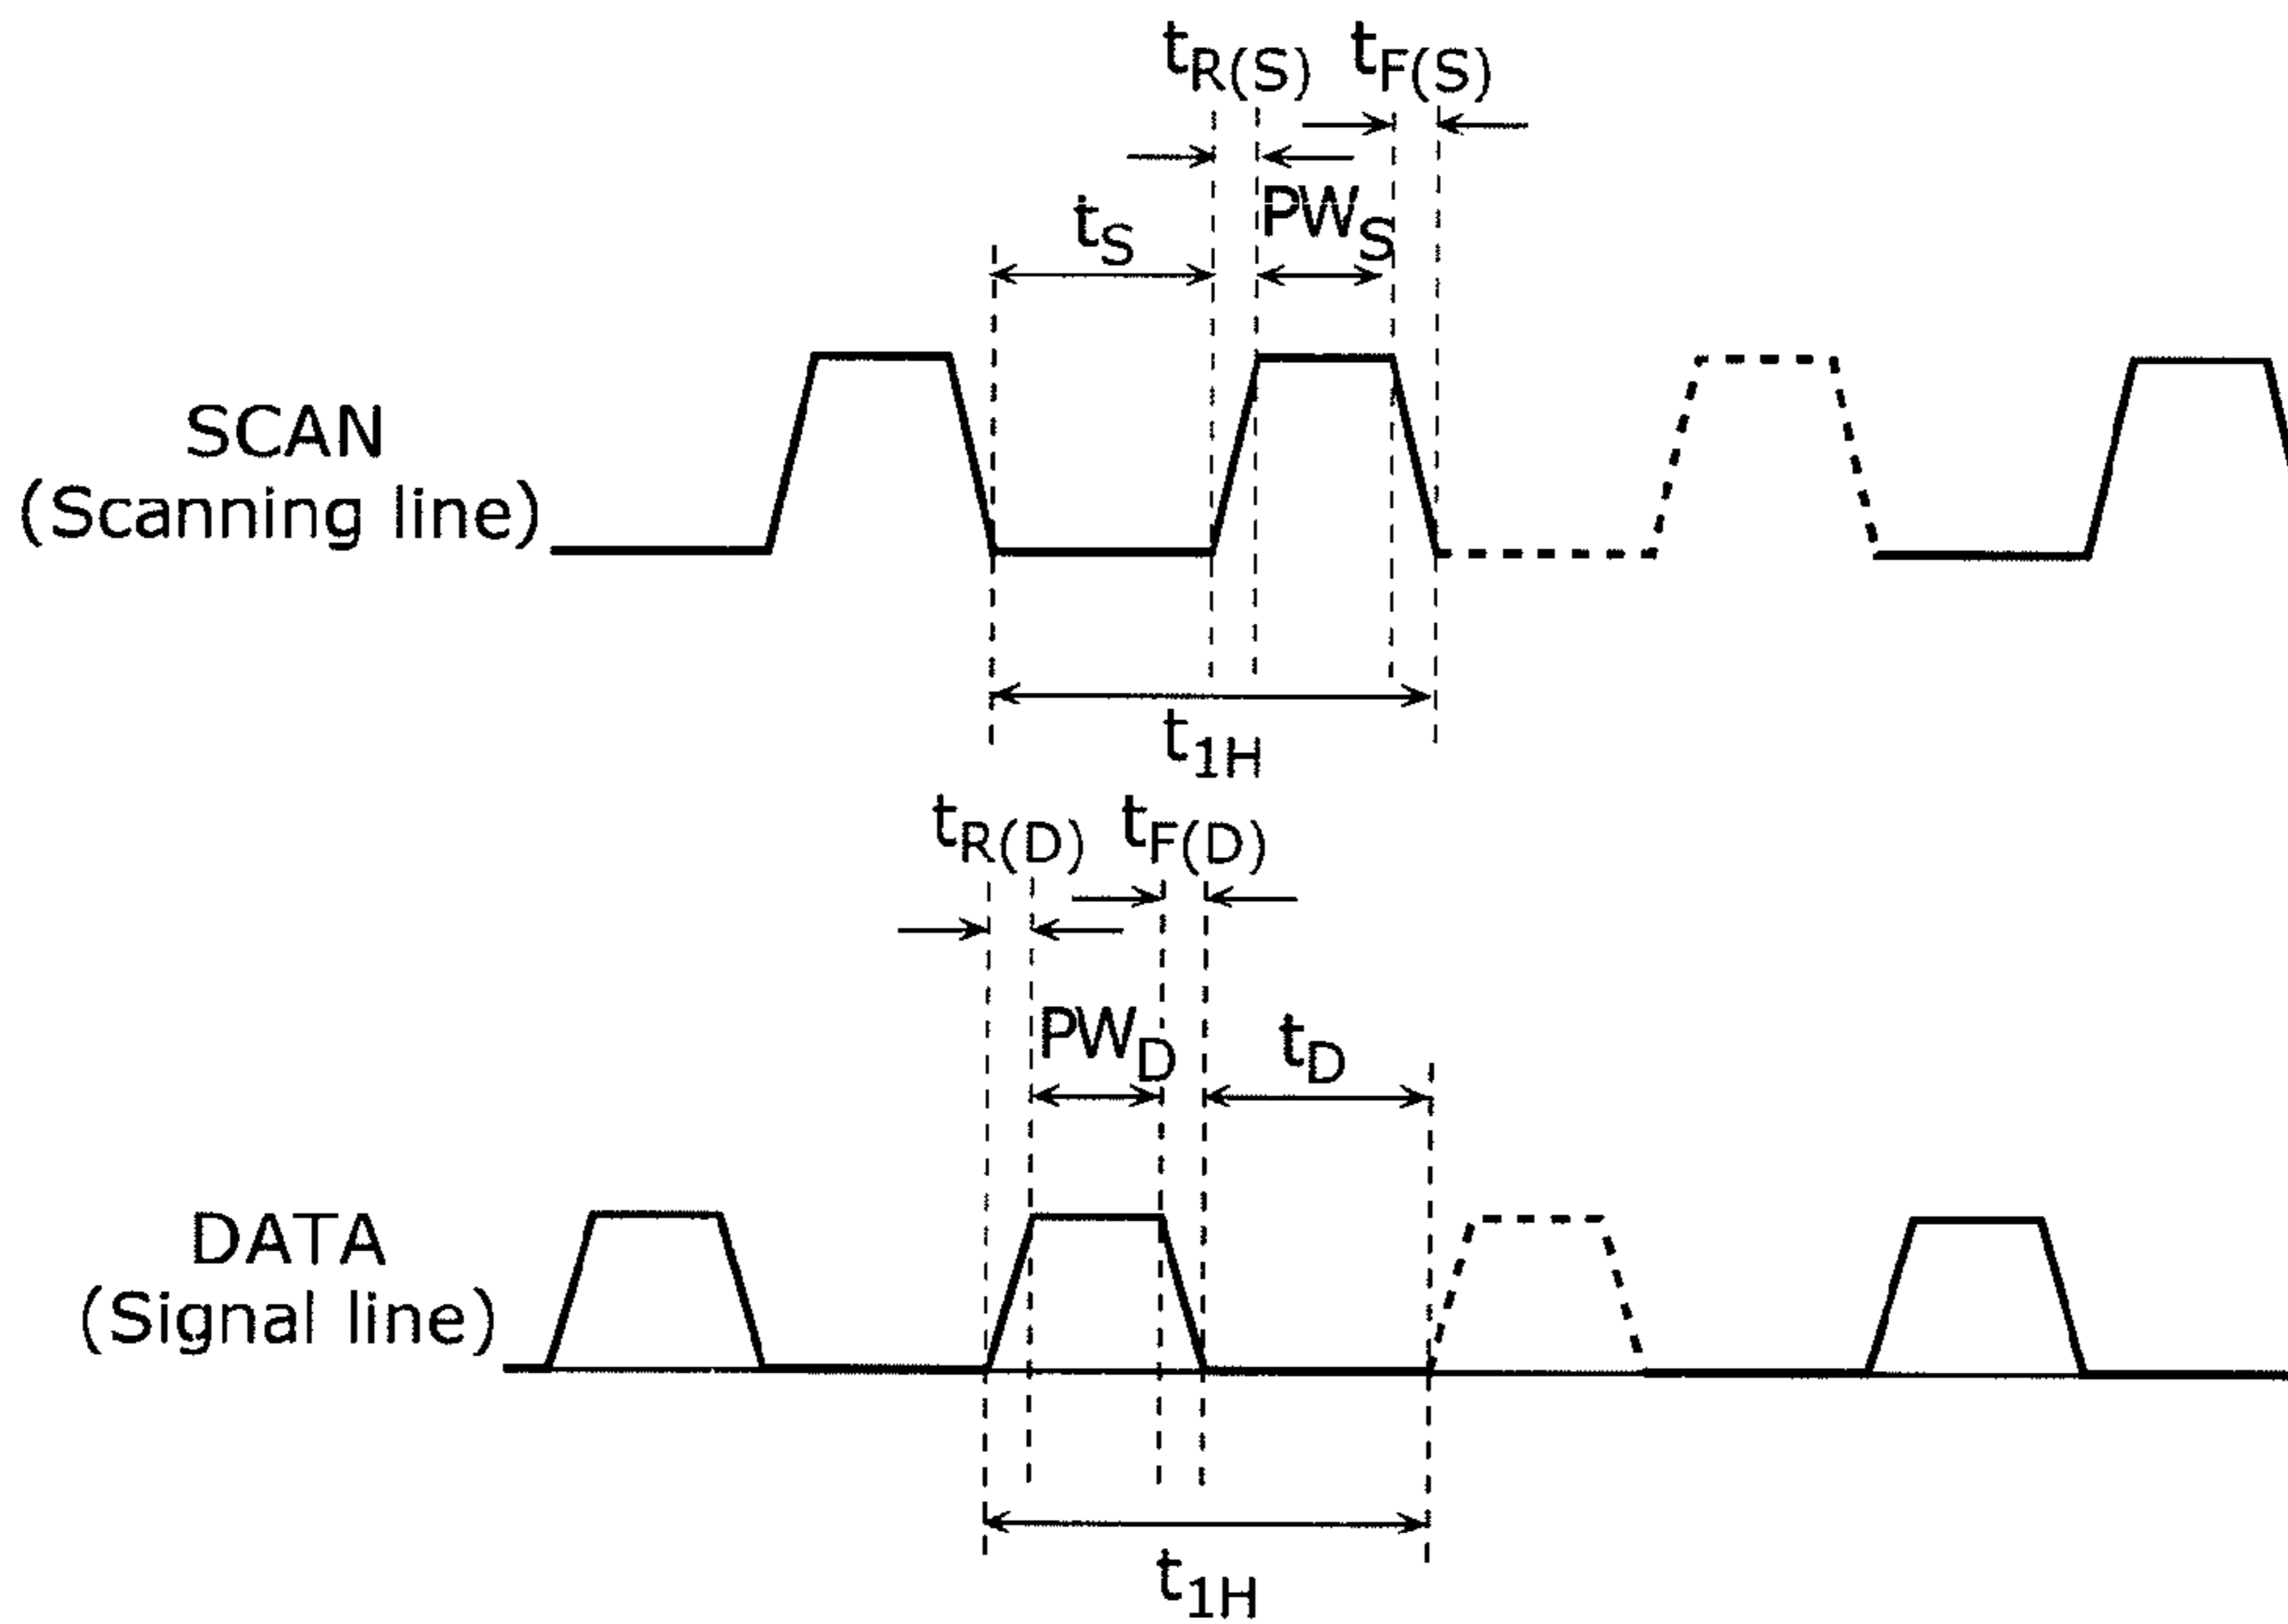 tR(S) tF(S)
tS
PWS
SCAN
(Scanning line)
t1H
tR(D) tF(D)
PWD
tD
DATA
(Signal line)
t1H